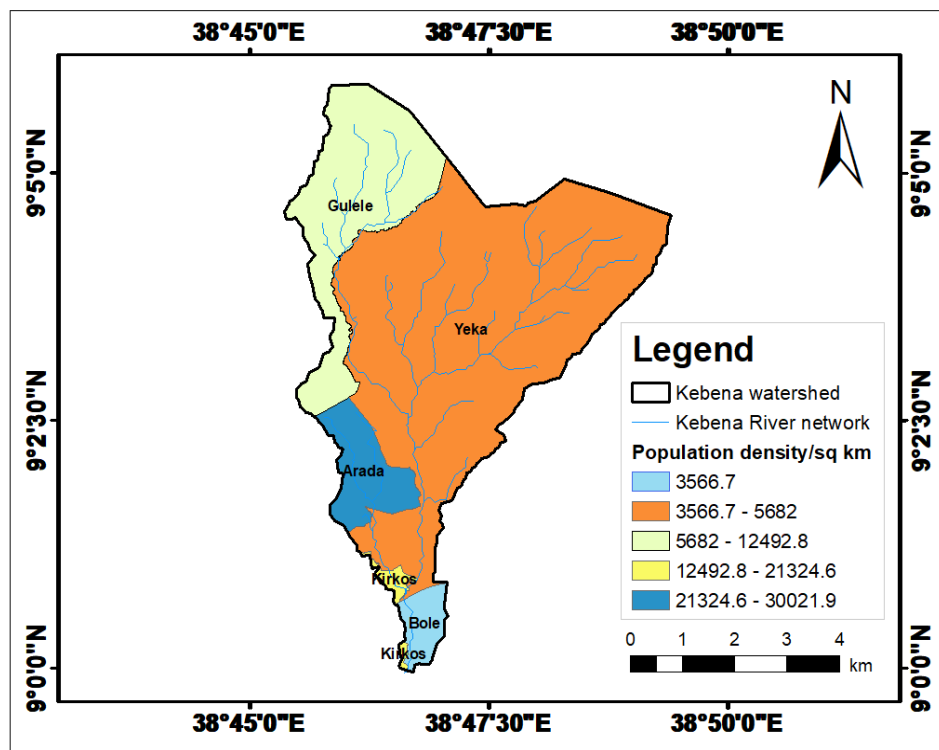 38°45'0"E 38°47'30"E 38°50'0"E
N
9°5'0"N
9°5'0"N
Gulele
Yeka
Legend
Kebena watershed
Kebena River network
Population density/sq km
3566.7
3566.7 - 5682
5682 - 12492.8
12492.8 - 21324.6
21324.6 - 30021.9
9°2'30"N
9°2'30"N
Arada
Kirkos
Bole
Kirkos
0 1 2 3 4
km
9°0'0"N
9°0'0"N
38°45'0"E 38°47'30"E 38°50'0"E